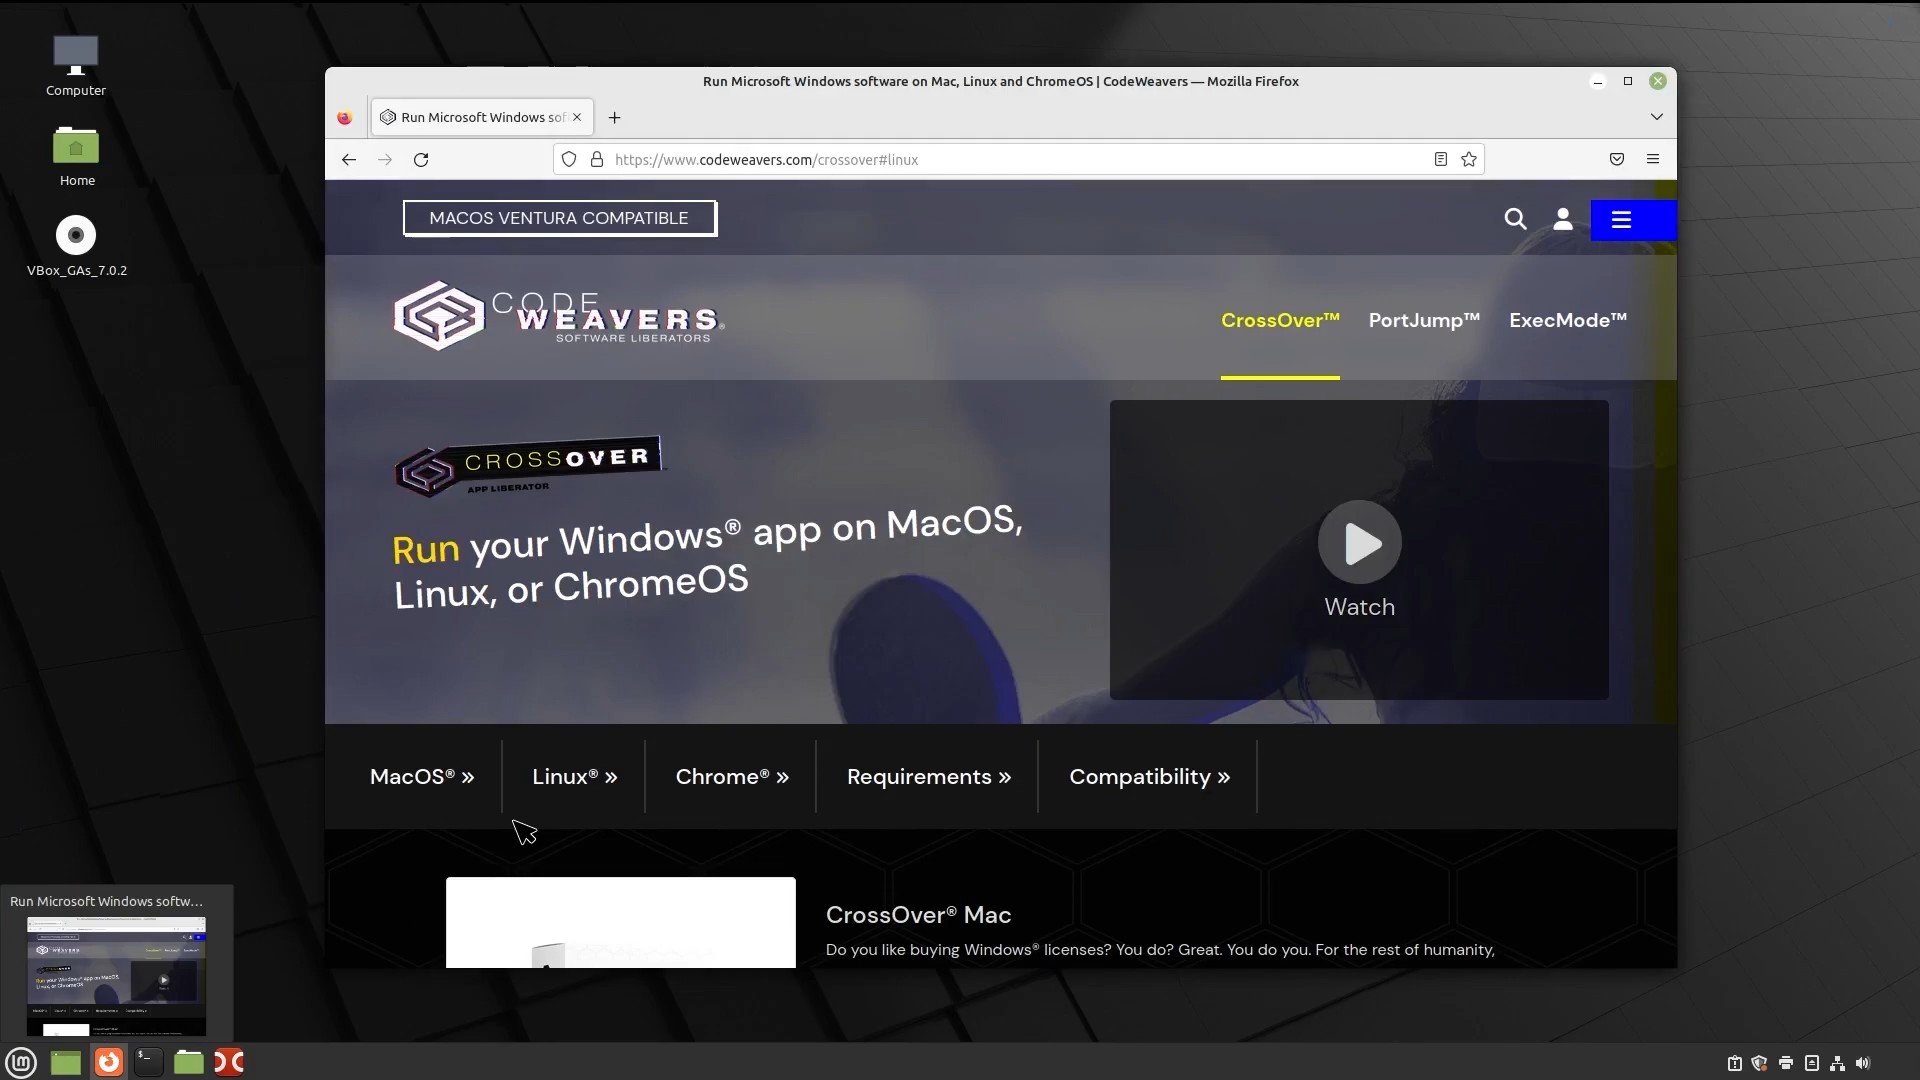 Computer
Home
VBox_GAs_7.0.2
Run Microsoft Windows software on Mac, Linux and ChromeOS | CodeWeavers — Mozilla Firefox
Run Microsoft Windows sof
https://www.codeweavers.com/crossover#linux
MACOS VENTURA COMPATIBLE
CODE
WEAVERS®
SOFTWARE LIBERATORS
CrossOver™ PortJump™ ExecMode™
CROSSOVER
APP LIBERATOR
Run your Windows® app on MacOS,
Linux, or ChromeOS
Watch
MacOS® » Linux® » Chrome® » Requirements » Compatibility »
CrossOver® Mac
Do you like buying Windows® licenses? You do? Great. You do you. For the rest of humanity,
Run Microsoft Windows softw...